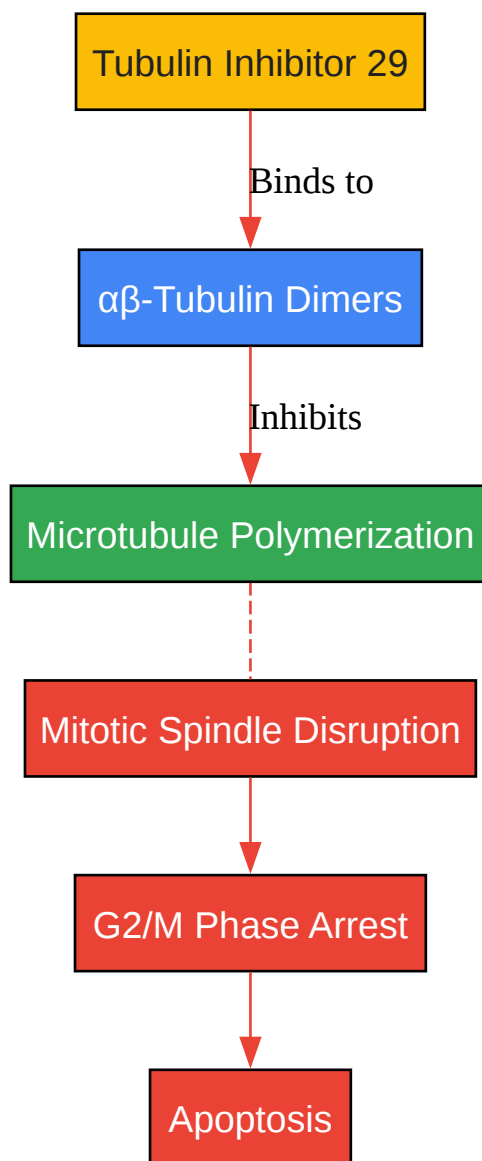 Tubulin Inhibitor 29
Binds to
αβ-Tubulin Dimers
Inhibits
Microtubule Polymerization
Mitotic Spindle Disruption
G2/M Phase Arrest
Apoptosis